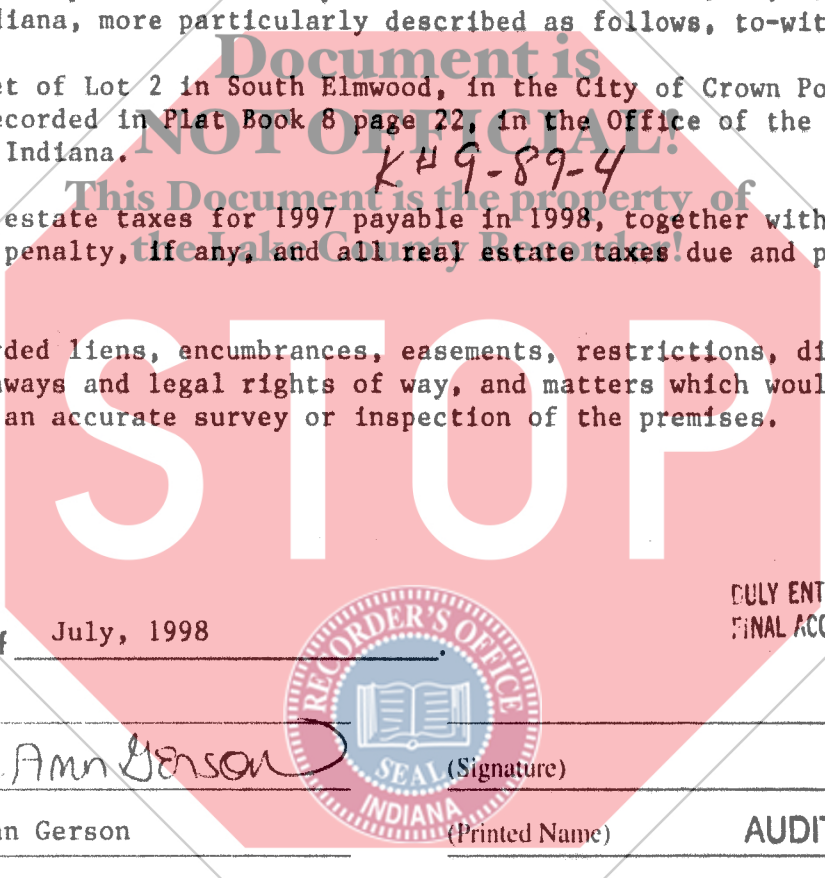 diana, more particularly described as follows, to-wit
Document is
et of Lot 2 in South Elmwood, in the City of Crown Po
NOT OFFICIAL!
ecorded in Plat Book 8 page 22, in the Office of the
Indiana.
K # 9-89-4
This Document is the property of
estate taxes for 1997 payable in 1998, together with
the Lake County Recorder!
penalty, if any, and all real estate taxes due and p
rded liens, encumbrances, easements, restrictions, di
ways and legal rights of way, and matters which woul
an accurate survey or inspection of the premises.
STOP
DULY ENT
FINAL ACC
f July, 1998
RECORDER'S OFFICE
SEAL
INDIANA
Ann Gerson
(Signature)
n Gerson
(Printed Name)
AUDIT